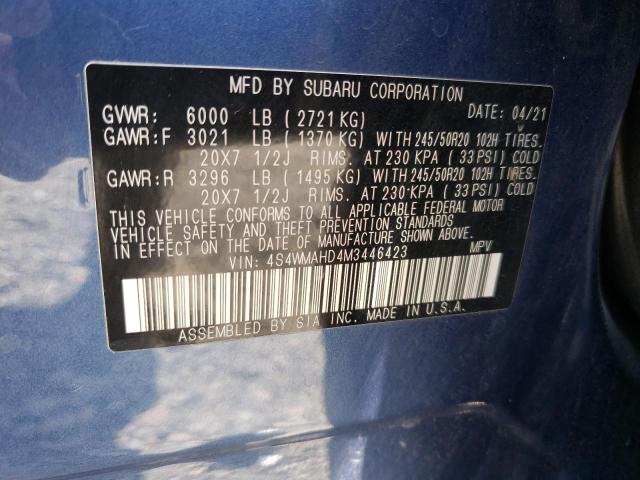 MFD BY SUBARU CORPORATION
GVWR: 6000 LB ( 2721 KG) DATE: 04/21
GAWR:F 3021 LB ( 1370 KG) WITH 245/50R20 102H TIRES.
20X7 1/2J RIMS. AT 230 KPA ( 33 PSI) COLD
GAWR:R 3296 LB ( 1495 KG) WITH 245/50R20 102H TIRES.
20X7 1/2J RIMS. AT 230 KPA ( 33 PSI) COLD
THIS VEHICLE CONFORMS TO ALL APPLICABLE FEDERAL MOTOR
VEHICLE SAFETY AND THEFT PREVENTION STANDARDS
IN EFFECT ON THE DATE OF MANUFACTURE SHOWN ABOVE.
VIN: 4S4WMAHD4M3446423 MPV
ASSEMBLED BY SIA INC. MADE IN U.S.A.